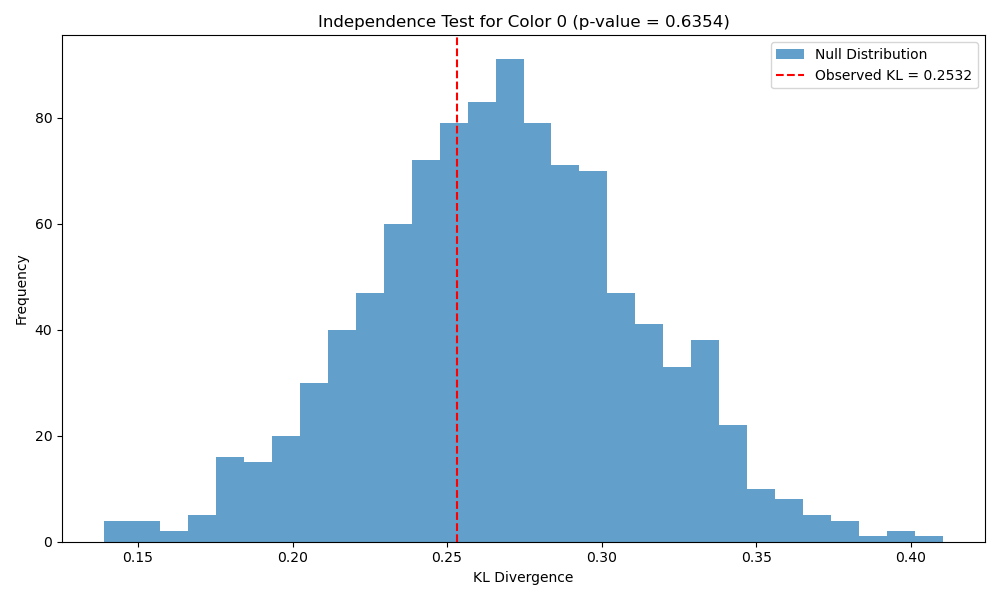 Independence Test for Color 0 (p-value = 0.6354)
Null Distribution
Observed KL = 0.2532
Frequency
80
60
40
20
0
0.15 0.20 0.25 0.30 0.35 0.40
KL Divergence